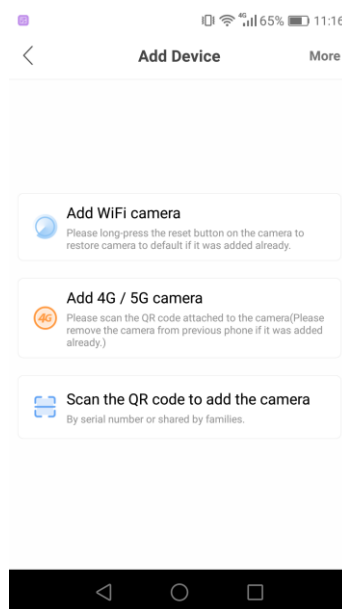 4G 65% 11:16
Add Device More
Add WiFi camera
Please long-press the reset button on the camera to
restore camera to default if it was added already.
4G
Add 4G / 5G camera
Please scan the QR code attached to the camera(Please
remove the camera from previous phone if it was added
already.)
Scan the QR code to add the camera
By serial number or shared by families.